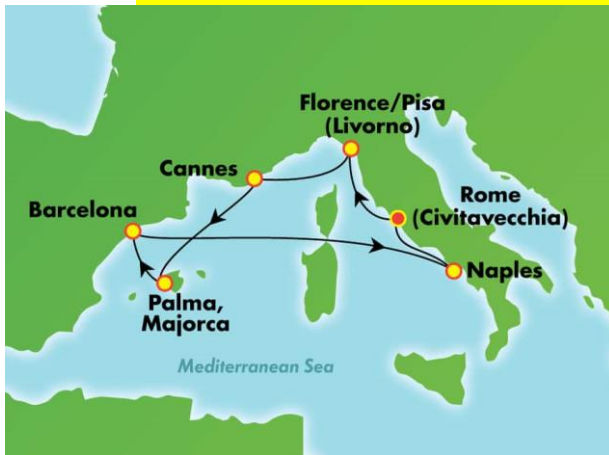 Florence/Pisa
(Livorno)
Cannes
Barcelona
Rome
(Civitavecchia)
Naples
Palma,
Majorca
Mediterranean Sea